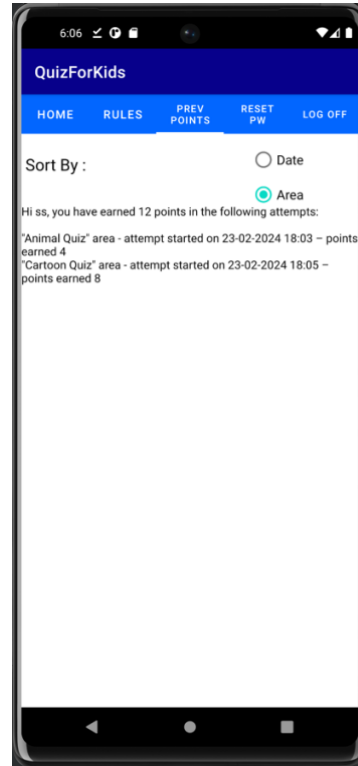 6:06
QuizForKids
HOME RULES PREV POINTS RESET PW LOG OFF
Sort By :
Date
Area
Hi ss, you have earned 12 points in the following attempts:
"Animal Quiz" area - attempt started on 23-02-2024 18:03 – points
earned 4
"Cartoon Quiz" area - attempt started on 23-02-2024 18:05 –
points earned 8